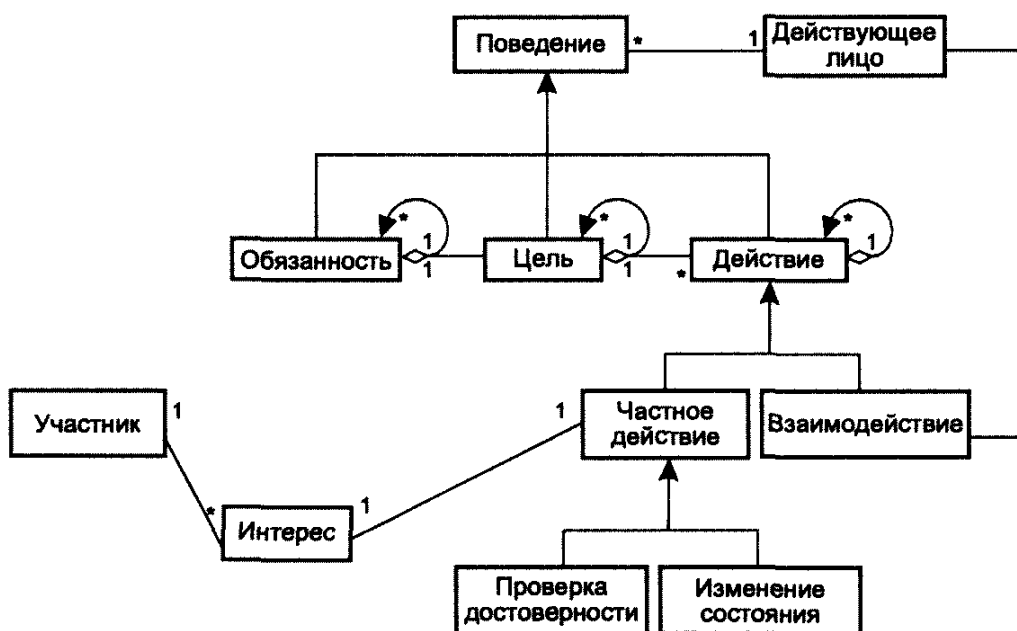 Поведение
*
1
Действующее
лицо
*
*
*
Обязанность
1
1
Цель
1
1
*
Действие
1
Участник
1
1
Частное
действие
Взаимодействие
*
Интерес
1
Проверка
достоверности
Изменение
состояния